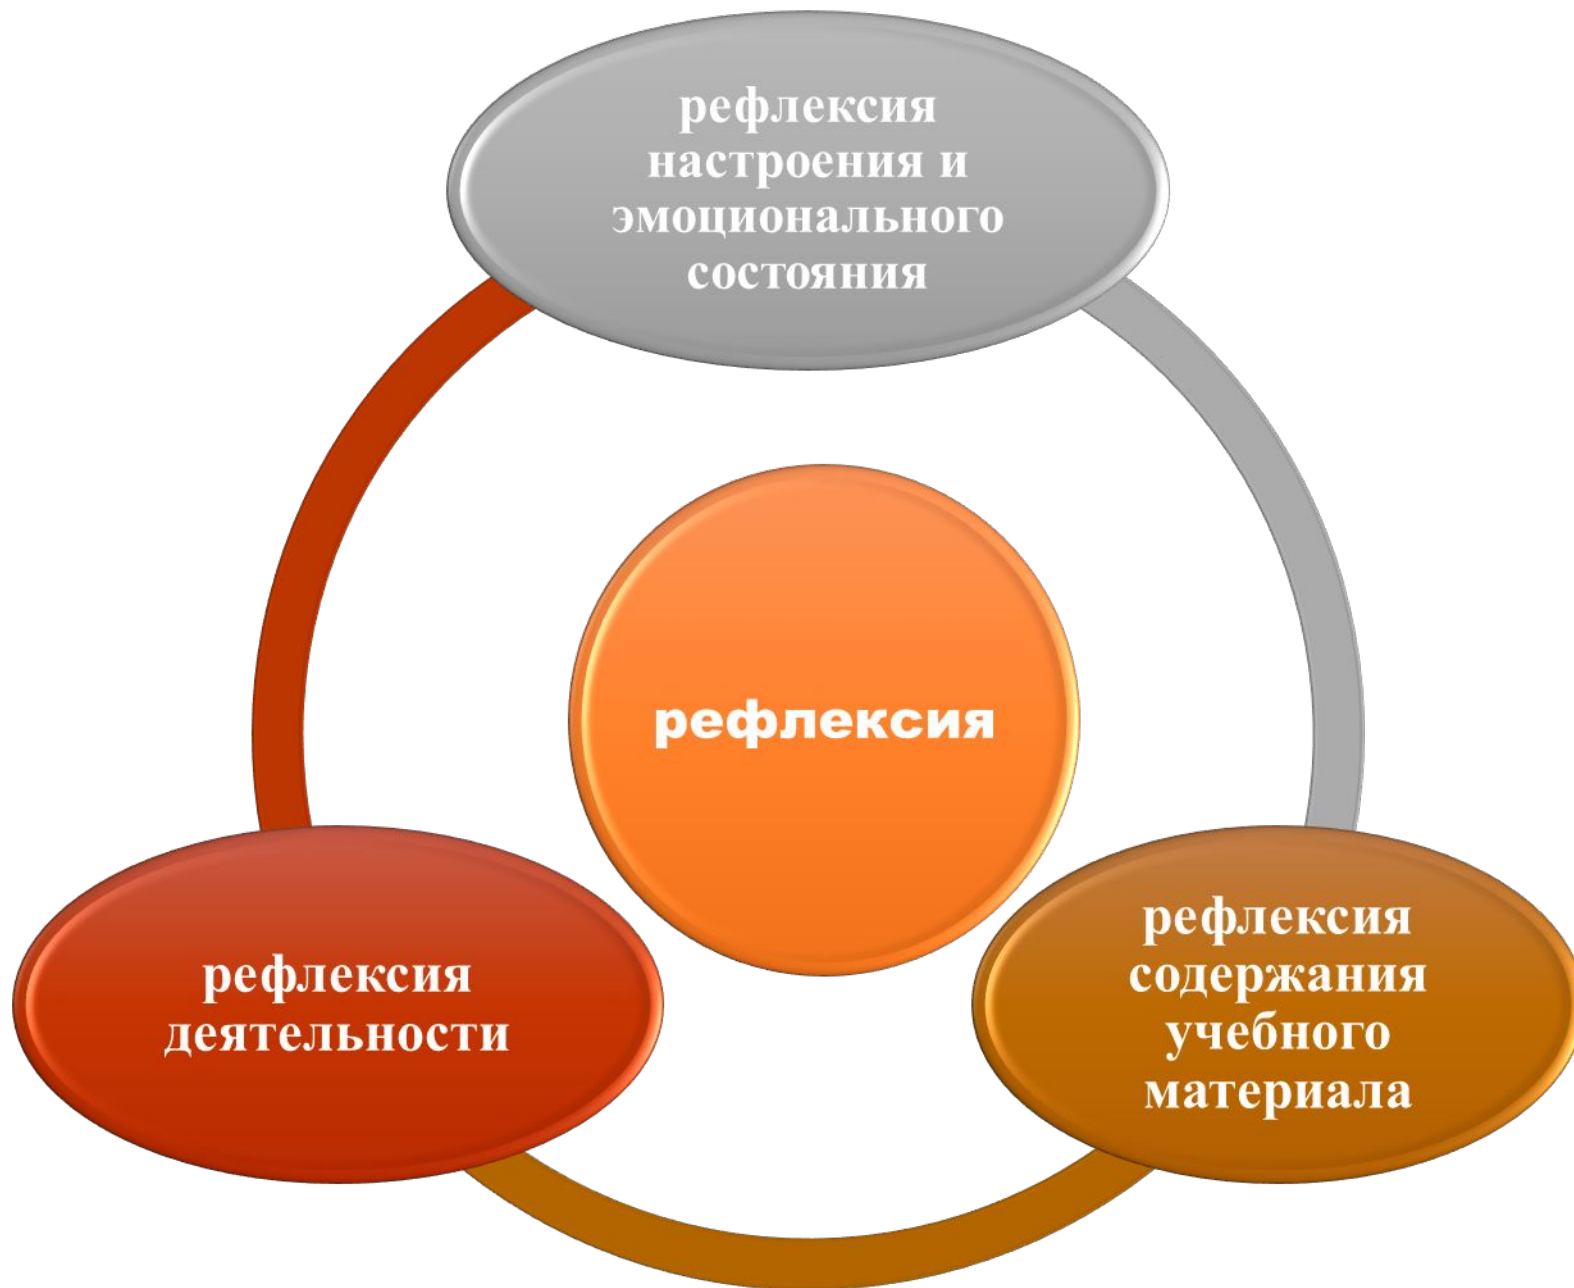 рефлексия
настроения и
эмоционального
состояния
рефлексия
рефлексия
деятельности
рефлексия
содержания
учебного
материала